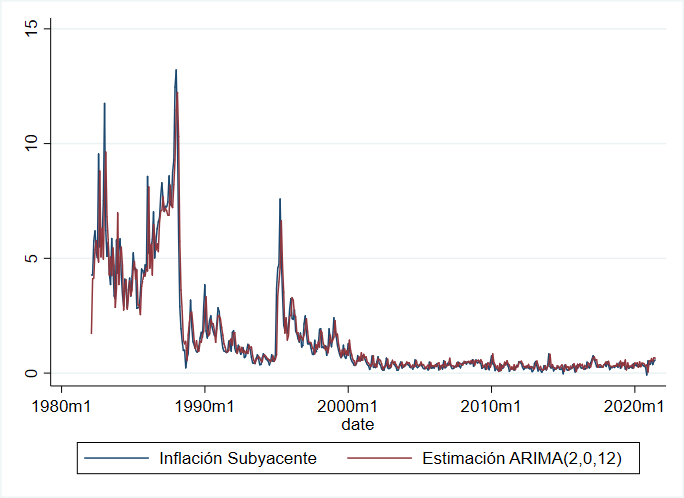 15
10
5
0
1980m1 1990m1 2000m1 2010m1 2020m1
date
Inflación Subyacente Estimación ARIMA(2,0,12)